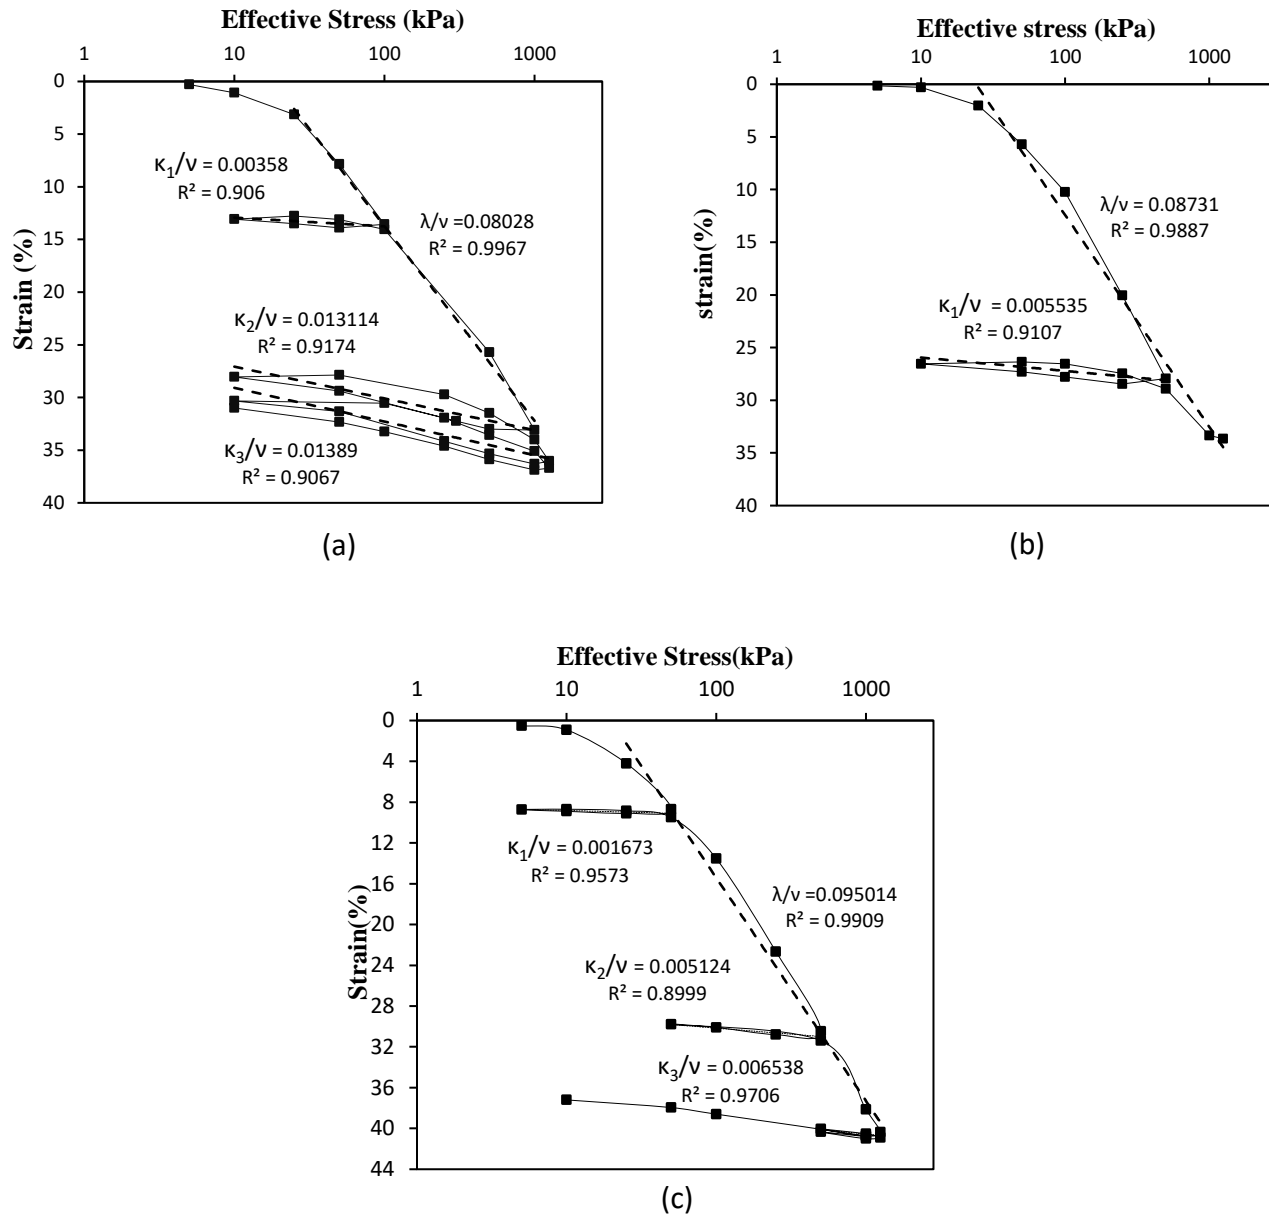 Effective Stress (kPa)
1 10 100 1000
0
5
10
15
20
25
30
35
40
Strain (%)
κ₁/ν = 0.00358
R² = 0.906
λ/ν=0.08028
R² = 0.9967
κ₂/ν = 0.013114
R² = 0.9174
κ₃/ν = 0.01389
R² = 0.9067
(a)
Effective stress (kPa)
1 10 100 1000
0
5
10
15
20
25
30
35
40
strain(%)
λ/ν=0.08731
R² = 0.9887
κ₁/ν = 0.005535
R² = 0.9107
(b)
Effective Stress(kPa)
1 10 100 1000
0
4
8
12
16
20
24
28
32
36
40
44
Strain(%)
κ₁/ν = 0.001673
R² = 0.9573
λ/ν=0.095014
R² = 0.9909
κ₂/ν = 0.005124
R² = 0.8999
κ₃/ν = 0.006538
R² = 0.9706
(c)